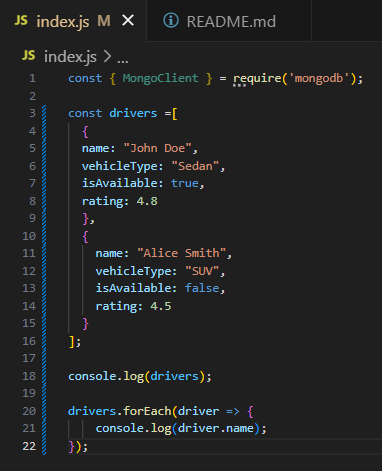 index.js M X README.md
index.js > ...
1 const { MongoClient } = require('mongodb');
2
3 const drivers =[
4 {
5 name: "John Doe",
6 vehicleType: "Sedan",
7 isAvailable: true,
8 rating: 4.8
9 },
10 {
11 name: "Alice Smith",
12 vehicleType: "SUV",
13 isAvailable: false,
14 rating: 4.5
15 }
16 ];
17
18 console.log(drivers);
19
20 drivers.forEach(driver => {
21 console.log(driver.name);
22 });